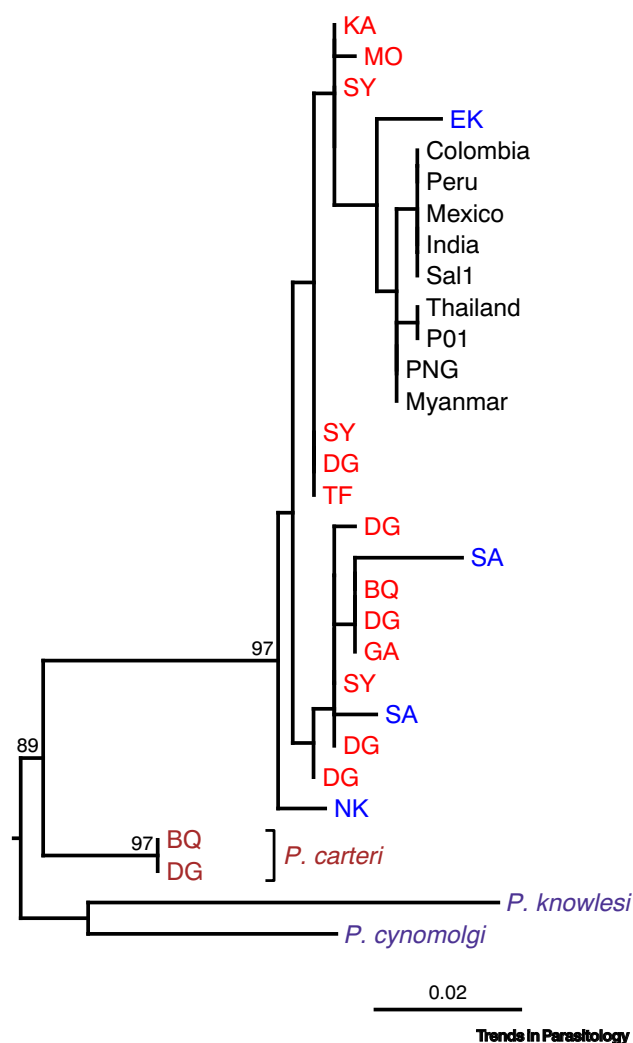 KA
MO
SY
EK
Colombia
Peru
Mexico
India
Sal1
Thailand
P01
PNG
Myanmar
SY
DG
TF
DG
SA
BQ
DG
GA
97
SY
SA
DG
89
DG
NK
97 BQ
P. carteri
DG
P. knowlesi
P. cynomolgi
0.02
Trends in Parasitology